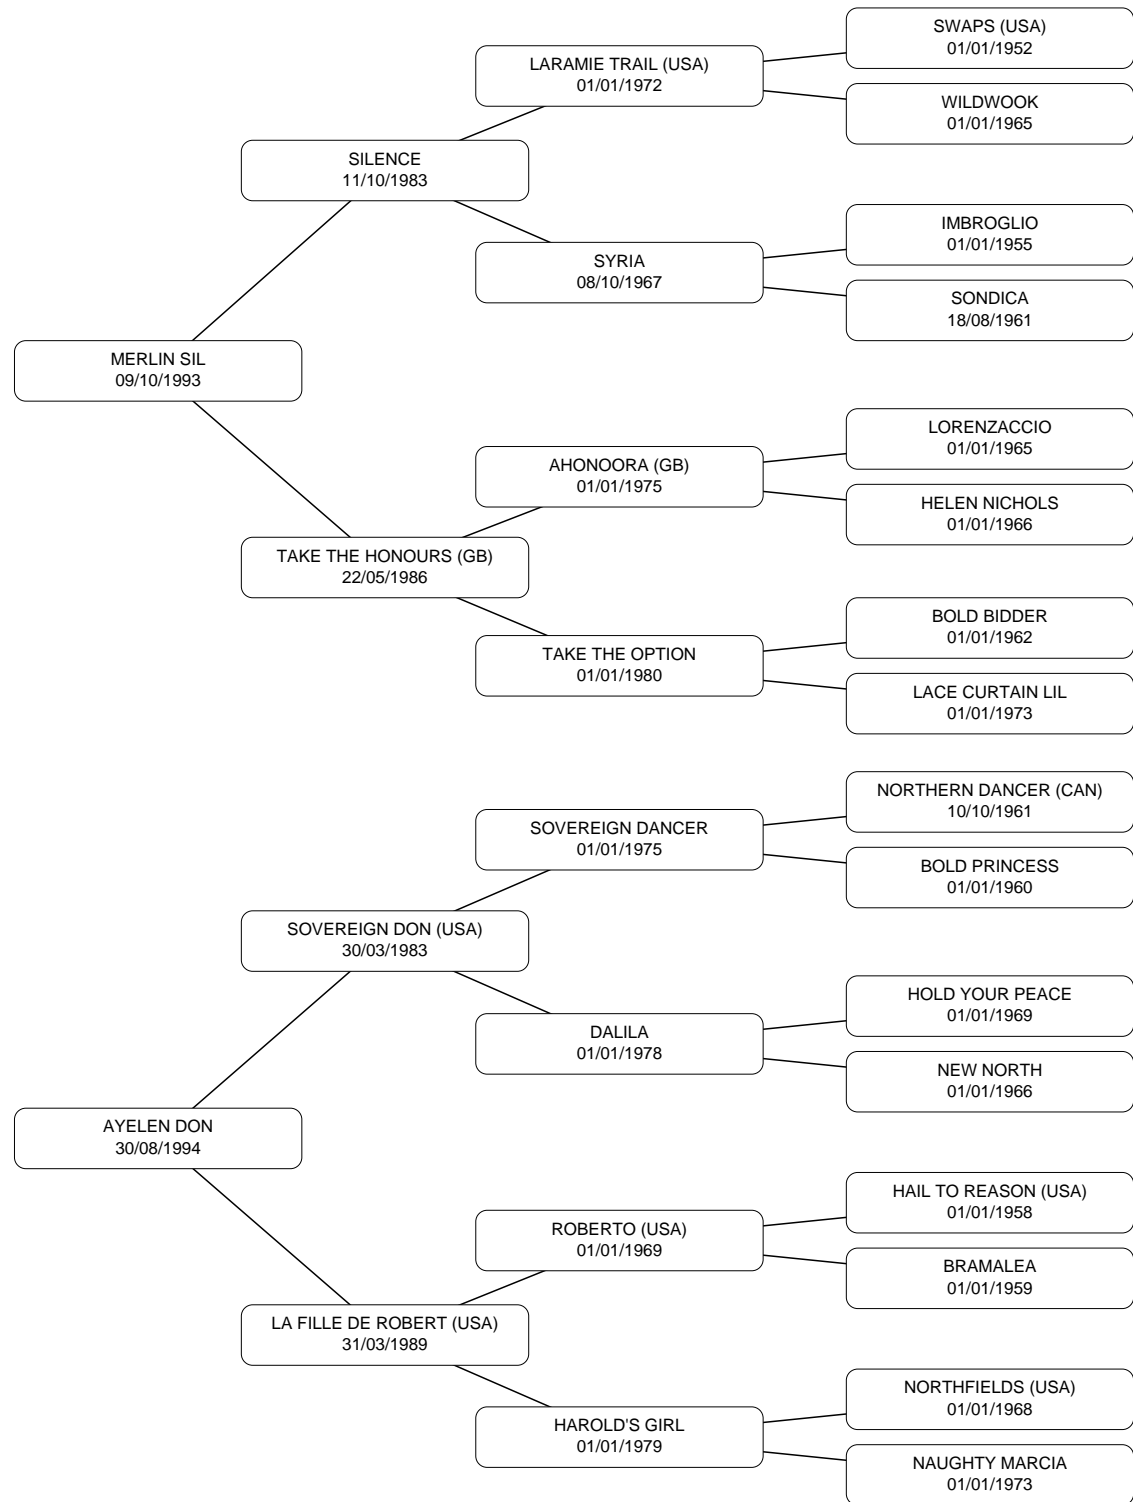 SWAPS (USA)
01/01/1952
LARAMIE TRAIL (USA)
01/01/1972
WILDWOOK
01/01/1965
SILENCE
11/10/1983
IMBROGLIO
01/01/1955
SYRIA
08/10/1967
SONDICA
18/08/1961
MERLIN SIL
09/10/1993
LORENZACCIO
01/01/1965
AHONOORA (GB)
01/01/1975
HELEN NICHOLS
01/01/1966
TAKE THE HONOURS (GB)
22/05/1986
BOLD BIDDER
01/01/1962
TAKE THE OPTION
01/01/1980
LACE CURTAIN LIL
01/01/1973
NORTHERN DANCER (CAN)
10/10/1961
SOVEREIGN DANCER
01/01/1975
BOLD PRINCESS
01/01/1960
SOVEREIGN DON (USA)
30/03/1983
HOLD YOUR PEACE
01/01/1969
DALILA
01/01/1978
NEW NORTH
01/01/1966
AYELEN DON
30/08/1994
HAIL TO REASON (USA)
01/01/1958
ROBERTO (USA)
01/01/1969
BRAMALEA
01/01/1959
LA FILLE DE ROBERT (USA)
31/03/1989
NORTHFIELDS (USA)
01/01/1968
HAROLD'S GIRL
01/01/1979
NAUGHTY MARCIA
01/01/1973